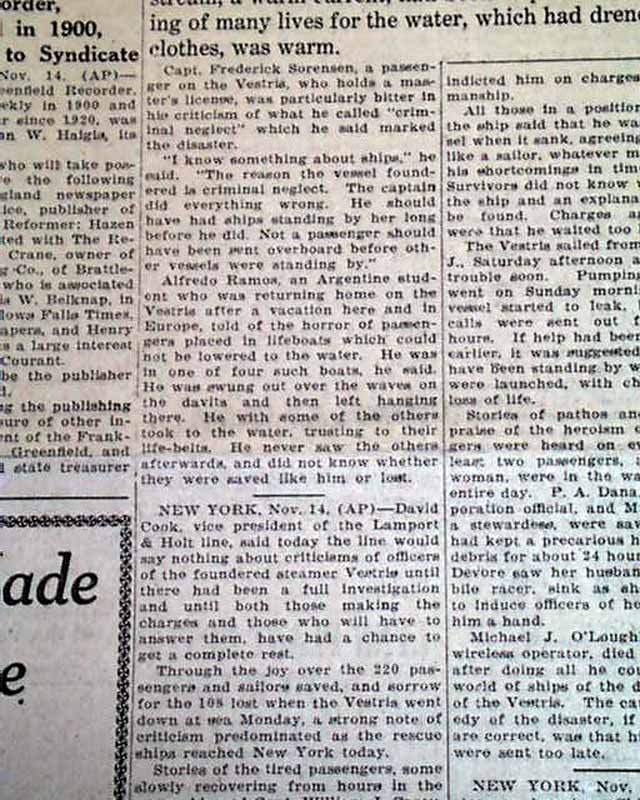 order,
in 1900,
to Syndicate
Nov. 14. (AP)—
eenfield Recorder,
ekly in 1900 and
r since 1920, was
an W. Haigis, its
who will take pos-
e the following
gland newspaper
ice, publisher of
Reformer; Hazen
ted with The Re-
Crane, owner of
g Co., of Brattle-
who is associated
is W. Belknap, in
llows Falls Times,
apers, and Henry
s a large interest
Courant.
be the publisher
d.
ng the publishing
sure of other in-
nt of the Frank-
Greenfield, and
state treasurer
ade
e
stream, a warm current, had been
ing of many lives for the water, which had dren
clothes, was warm.
Capt. Frederick Sorensen, a passen-
ger on the Vestris, who holds a mas-
ter's license, was particularly bitter in
his criticism of what he called "crim-
inal neglect" which he said marked
the disaster.
"I know something about ships," he
said. "The reason the vessel found-
ered is criminal neglect. The captain
did everything wrong. He should
have had ships standing by her long
before he did. Not a passenger should
have been sent overboard before oth-
er vessels were standing by."
Alfredo Ramos, an Argentine stud-
ent who was returning home on the
Vestris after a vacation here and in
Europe, told of the horror of passen-
gers placed in lifeboats which could
not be lowered to the water. He was
in one of four such boats, he said.
He was swung out over the waves on
the davits and then left hanging
there. He with some of the others
took to the water, trusting to their
life-belts. He never saw the others
afterwards, and did not know whether
they were saved like him or lost.
NEW YORK, Nov. 14, (AP)—David
Cook, vice president of the Lamport
& Holt line, said today the line would
say nothing about criticisms of officers
of the foundered steamer Vestris until
there had been a full investigation
and until both those making the
charges and those who will have to
answer them, have had a chance to
get a complete rest.
Through the joy over the 220 pas-
sengers and sailors saved, and sorrow
for the 108 lost when the Vestris went
down at sea Monday, a strong note of
criticism predominated as the rescue
ships reached New York today.
Stories of the tired passengers, some
slowly recovering from hours in the
indicted him on charges
manship.
All those in a position
the ship said that he wa
sel when it sank, agreeing
like a sailor, whatever m
his shortcomings in tim
Survivors did not know
the ship and an explana
be found. Charges a
were that he waited too
The Vestris sailed from
J., Saturday afternoon a
trouble soon. Pumpin
went on Sunday morni
vessel started to leak.
calls were sent out f
hours. If help had been
earlier, it was suggested
have been standing by w
were launched, with ch
loss of life.
Stories of pathos an
praise of the heroism o
gers were heard on ev
least two passengers,
woman, were in the wa
entire day. P. A. Dana,
poration official, and M
a stewardess, were sav
had kept a precarious h
debris for about 24 hour
Devore saw her husban
bile racer, sink as sh
to induce officers of he
him a hand.
Michael J. O'Lough
wireless operator, died
after doing all he co
world of ships of the d
of the Vestris. The ca
edy of the disaster, if
are correct, was that hi
were sent too late.
NEW YORK, Nov.